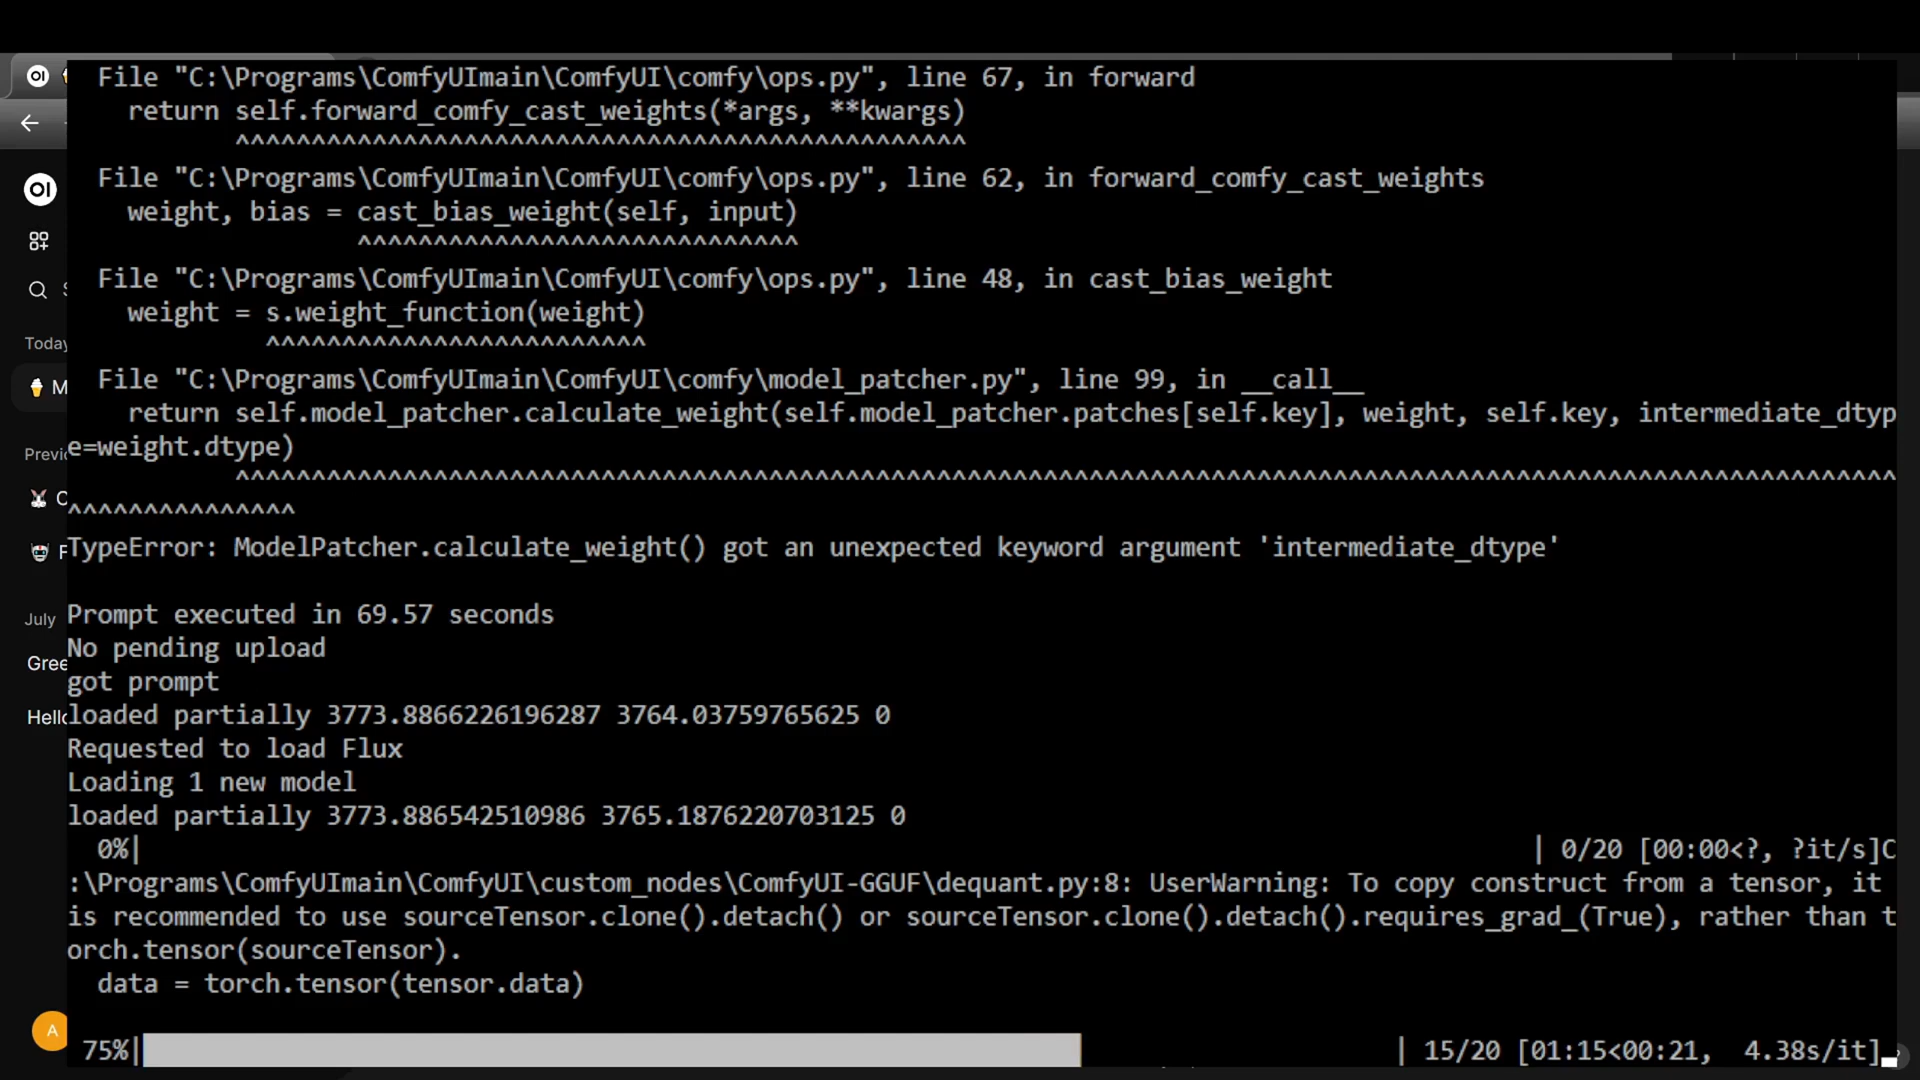 File "C:\Programs\ComfyUImain\ComfyUI\comfy\ops.py", line 67, in forward
return self.forward_comfy_cast_weights(*args, **kwargs)
^^^^^^^^^^^^^^^^^^^^^^^^^^^^^^^^^^^^^^^^^^^^^^^^
File "C:\Programs\ComfyUImain\ComfyUI\comfy\ops.py", line 62, in forward_comfy_cast_weights
weight, bias = cast_bias_weight(self, input)
^^^^^^^^^^^^^^^^^^^^^^^^^^^^^
File "C:\Programs\ComfyUImain\ComfyUI\comfy\ops.py", line 48, in cast_bias_weight
weight = s.weight_function(weight)
^^^^^^^^^^^^^^^^^^^^^^^^^
File "C:\Programs\ComfyUImain\ComfyUI\comfy\model_patcher.py", line 99, in __call__
return self.model_patcher.calculate_weight(self.model_patcher.patches[self.key], weight, self.key, intermediate_dtyp
e=weight.dtype)
^^^^^^^^^^^^^^^^^^^^^^^^^^^^^^^^^^^^^^^^^^^^^^^^^^^^^^^^^^^^^^^^^^^^^^^^^^^^^^^^^^^^^^^^^^^^^^^^^^^^^^^^^^^^^
^^^^^^^^^^^^^^^
TypeError: ModelPatcher.calculate_weight() got an unexpected keyword argument 'intermediate_dtype'
Prompt executed in 69.57 seconds
No pending upload
got prompt
loaded partially 3773.8866226196287 3764.03759765625 0
Requested to load Flux
Loading 1 new model
loaded partially 3773.886542510986 3765.1876220703125 0
0%| | 0/20 [00:00<?, ?it/s]C
:\Programs\ComfyUImain\ComfyUI\custom_nodes\ComfyUI-GGUF\dequant.py:8: UserWarning: To copy construct from a tensor, it
is recommended to use sourceTensor.clone().detach() or sourceTensor.clone().detach().requires_grad_(True), rather than t
orch.tensor(sourceTensor).
data = torch.tensor(tensor.data)
75%| | 15/20 [01:15<00:21, 4.38s/it]
OI
OI
Today
M
Previ
C
F
July
Gree
Hello
A